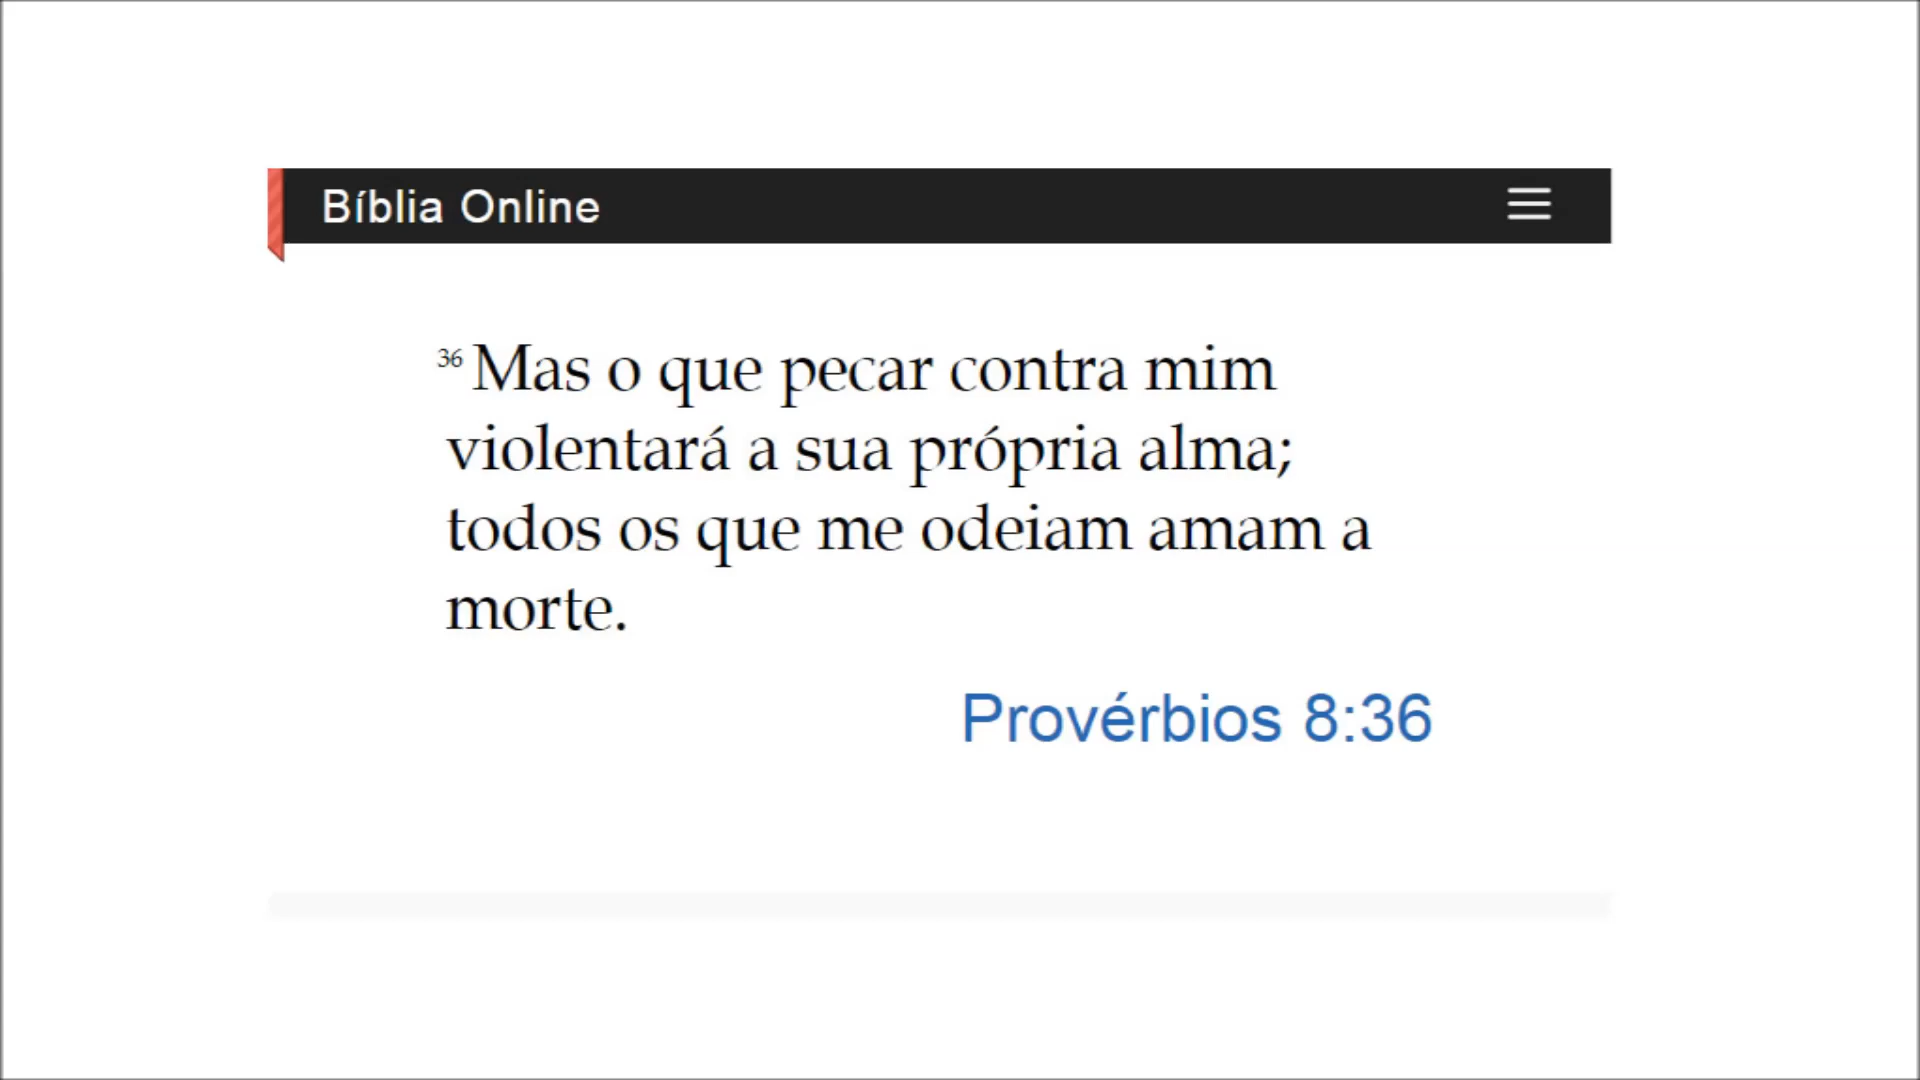 Bíblia Online
36 Mas o que pecar contra mim
violentará a sua própria alma;
todos os que me odeiam amam a
morte.
Provérbios 8:36